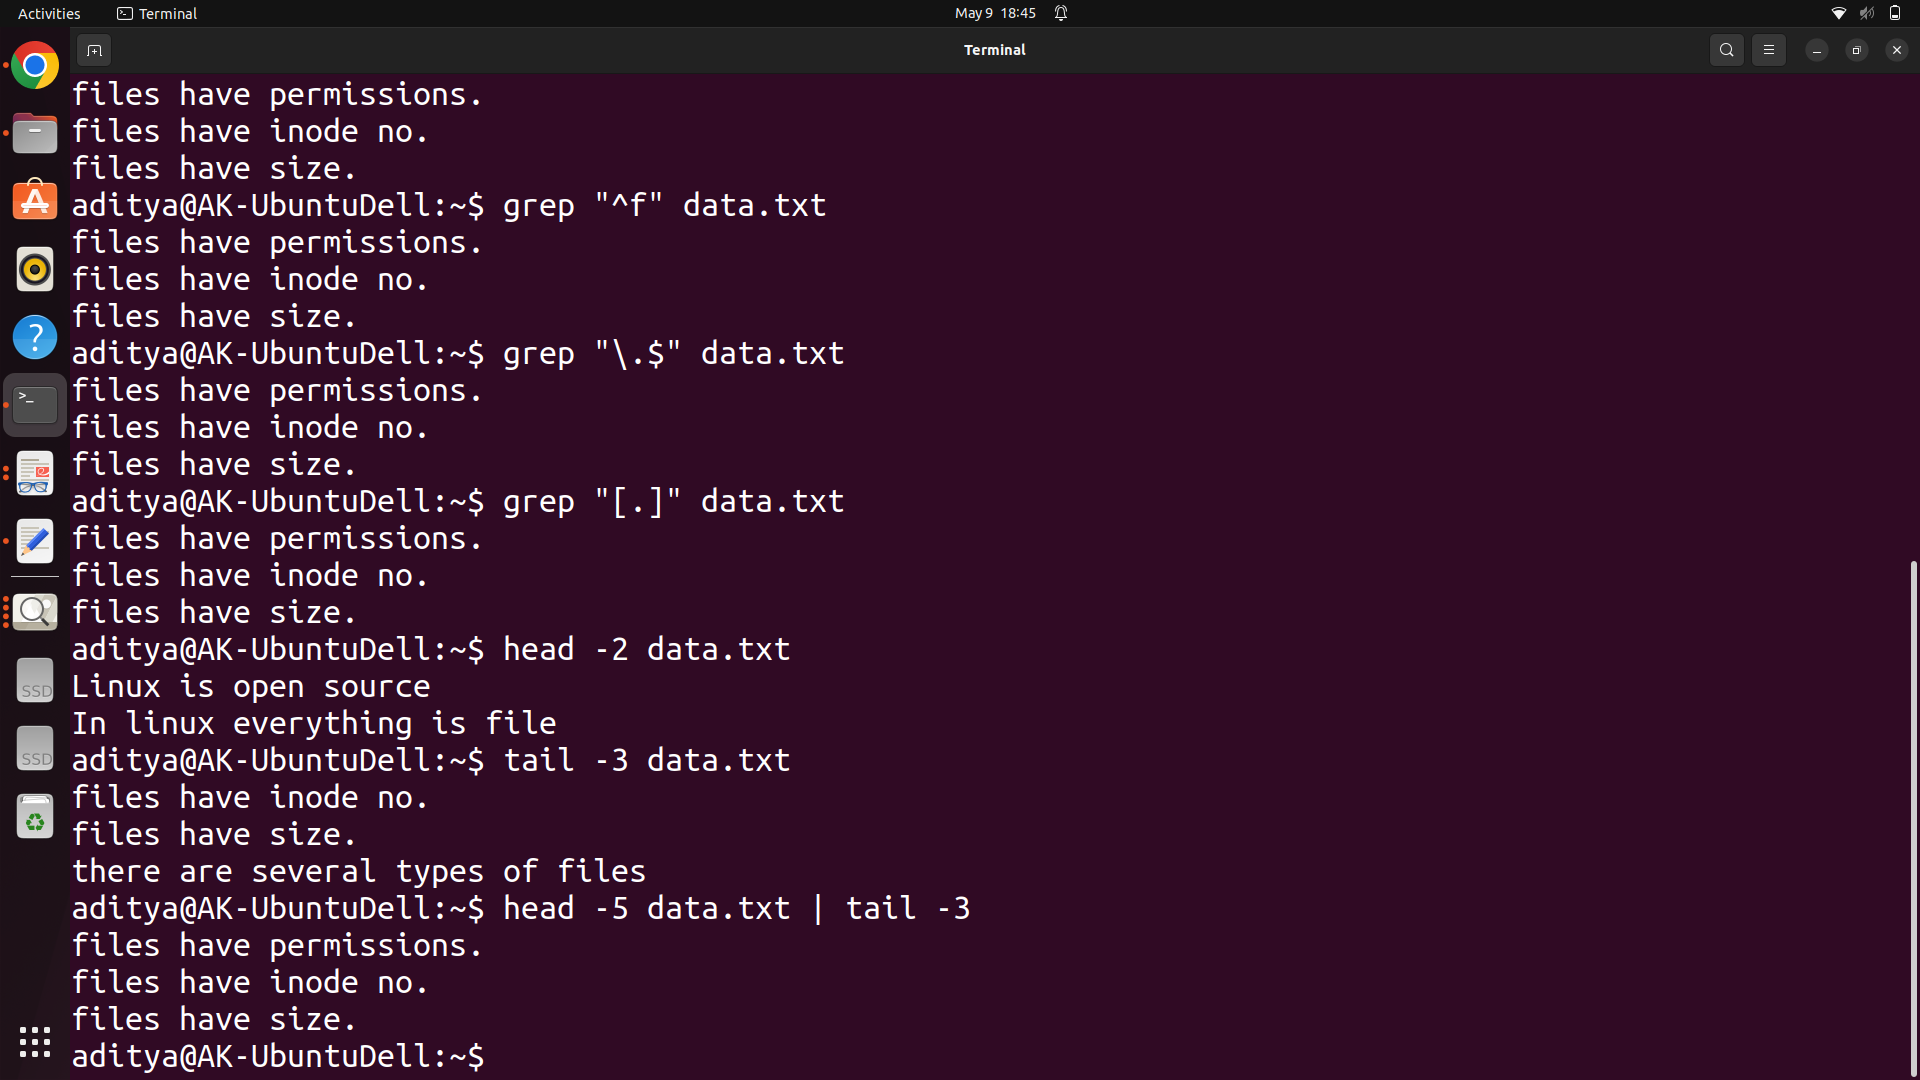 Activities Terminal May 9 18:45
Terminal
files have permissions.
files have inode no.
files have size.
aditya@AK-UbuntuDell:~$ grep "^f" data.txt
files have permissions.
files have inode no.
files have size.
aditya@AK-UbuntuDell:~$ grep "\.$" data.txt
files have permissions.
files have inode no.
files have size.
aditya@AK-UbuntuDell:~$ grep "[.]" data.txt
files have permissions.
files have inode no.
files have size.
aditya@AK-UbuntuDell:~$ head -2 data.txt
Linux is open source
In linux everything is file
aditya@AK-UbuntuDell:~$ tail -3 data.txt
files have inode no.
files have size.
there are several types of files
aditya@AK-UbuntuDell:~$ head -5 data.txt | tail -3
files have permissions.
files have inode no.
files have size.
aditya@AK-UbuntuDell:~$
SSD
SSD